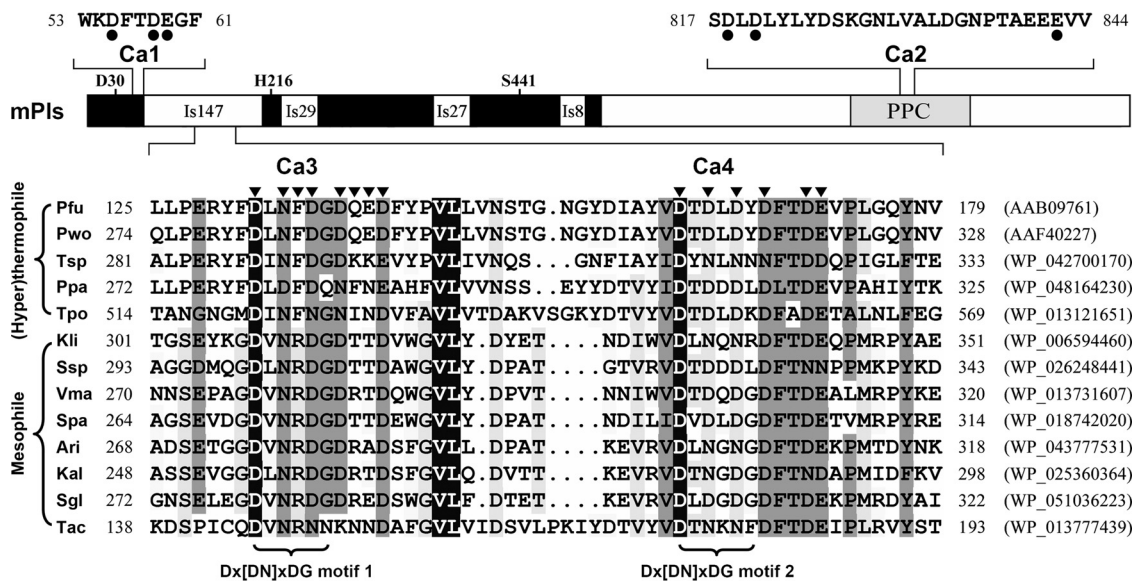 53 WKDFTDEGF 61 817 SDLDLYLYDSKGNLVALDGNPTAEEEVV 844
Ca1 Ca2
D30 H216 S441
mPls Is147 Is29 Is27 Is8 PPC
Ca3 Ca4
(Hyper)thermophile
Pfu 125 LLPERYFDLNFDGDQEDFYPVLLVNSTG.NGYDIAYVDTDLDYDFTDEVPLGQYNV 179 (AAB09761)
Pwo 274 QLPERYFDLNFDGDQEDFYPVLLVNSTG.NGYDIAYVDTDLDYDFTDEVPLGQYNV 328 (AAF40227)
Tsp 281 ALPERYFDINFDGDKKEVYPVLIVNQS...GNFIAYIDYNLNNNFTDDQPIGLFTE 333 (WP_042700170)
Ppa 272 LLPERYFDLDFDQNFNEAHFVLVVNSS..EYYDTVYIDTDDDLDLTDEVPAHIYTK 325 (WP_048164230)
Tpo 514 TANGNGMDINFNGNINDVFAVLVTDAKVSGKYDTVYVDTDLDKDFADETALNLFEG 569 (WP_013121651)
Mesophile
Kli 301 TGSEYKGDVNRDGDTTDVWGVLY.DYET....NDIWVDLNQNRDFTDEQPMRPYAE 351 (WP_006594460)
Ssp 293 AGGDMQGDLNRDGDTTDVWGVLY.DPAT....GTVRVDTDDDLDFTNNPPMKPYKD 343 (WP_026248441)
Vma 270 NNSEPAGDVNRDGDRTDQWGVLY.DPVT....NNIWVDTDQDGDFTDEALMRPYKE 320 (WP_013731607)
Spa 264 AGSEVDGDVNRDGDTTDEWGVLY.DPAT....NDILIDVDLDGDFTDETVMRPYRE 314 (WP_018742020)
Ari 268 ADSETGGDVNRDGDRADSFGVLL.DPAT....KEVRVDLNGNGDFTDEKPMTDYNK 318 (WP_043777531)
Kal 248 ASSEVGGDLNRDGDRTDSFGVLQ.DVTT....KEVRVDTNGDGDFTNDAPMIDFKV 298 (WP_025360364)
Sgl 272 GNSELEGDVNRDGDREDSWGVLF.DTET....KEVRVDLDGDGDFTDEKPMRDYAI 322 (WP_051036223)
Tac 138 KDSPICQDVNRNNKNNDAFGVLVIDSVLPKIYDTVYVDTNKNFDFTDEIPLRVYST 193 (WP_013777439)
Dx[DN]xDG motif 1 Dx[DN]xDG motif 2